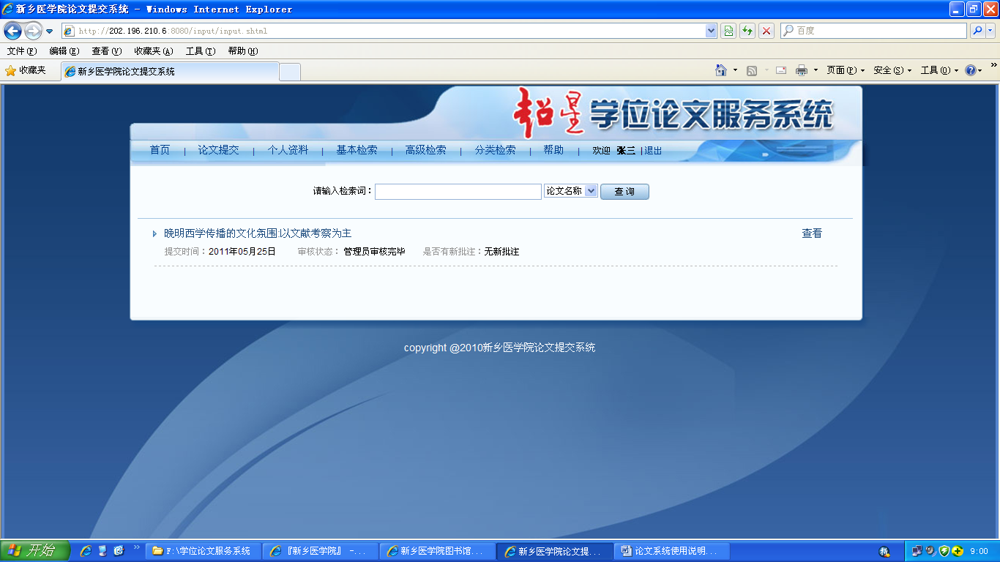 新乡医学院论文提交系统 - Windows Internet Explorer
http://202.196.210.6:8080/input/input.shtml
百度
文件(F) 编辑(E) 查看(V) 收藏夹(A) 工具(T) 帮助(H)
收藏夹 新乡医学院论文提交系统 页面(P) 安全(S) 工具(O)
超星 学位论文服务系统
首页 | 论文提交 | 个人资料 | 基本检索 | 高级检索 | 分类检索 | 帮助 | 欢迎 张三 |退出
请输入检索词： 论文名称 查 询
晚明西学传播的文化氛围:以文献考察为主 查看
提交时间：2011年05月25日 审核状态： 管理员审核完毕 是否有新批注：无新批注
copyright @2010新乡医学院论文提交系统
开始 F:\学位论文服务系统 『新乡医学院』 -... 新乡医学院图书馆... 新乡医学院论文提... 论文系统使用说明... 9:00